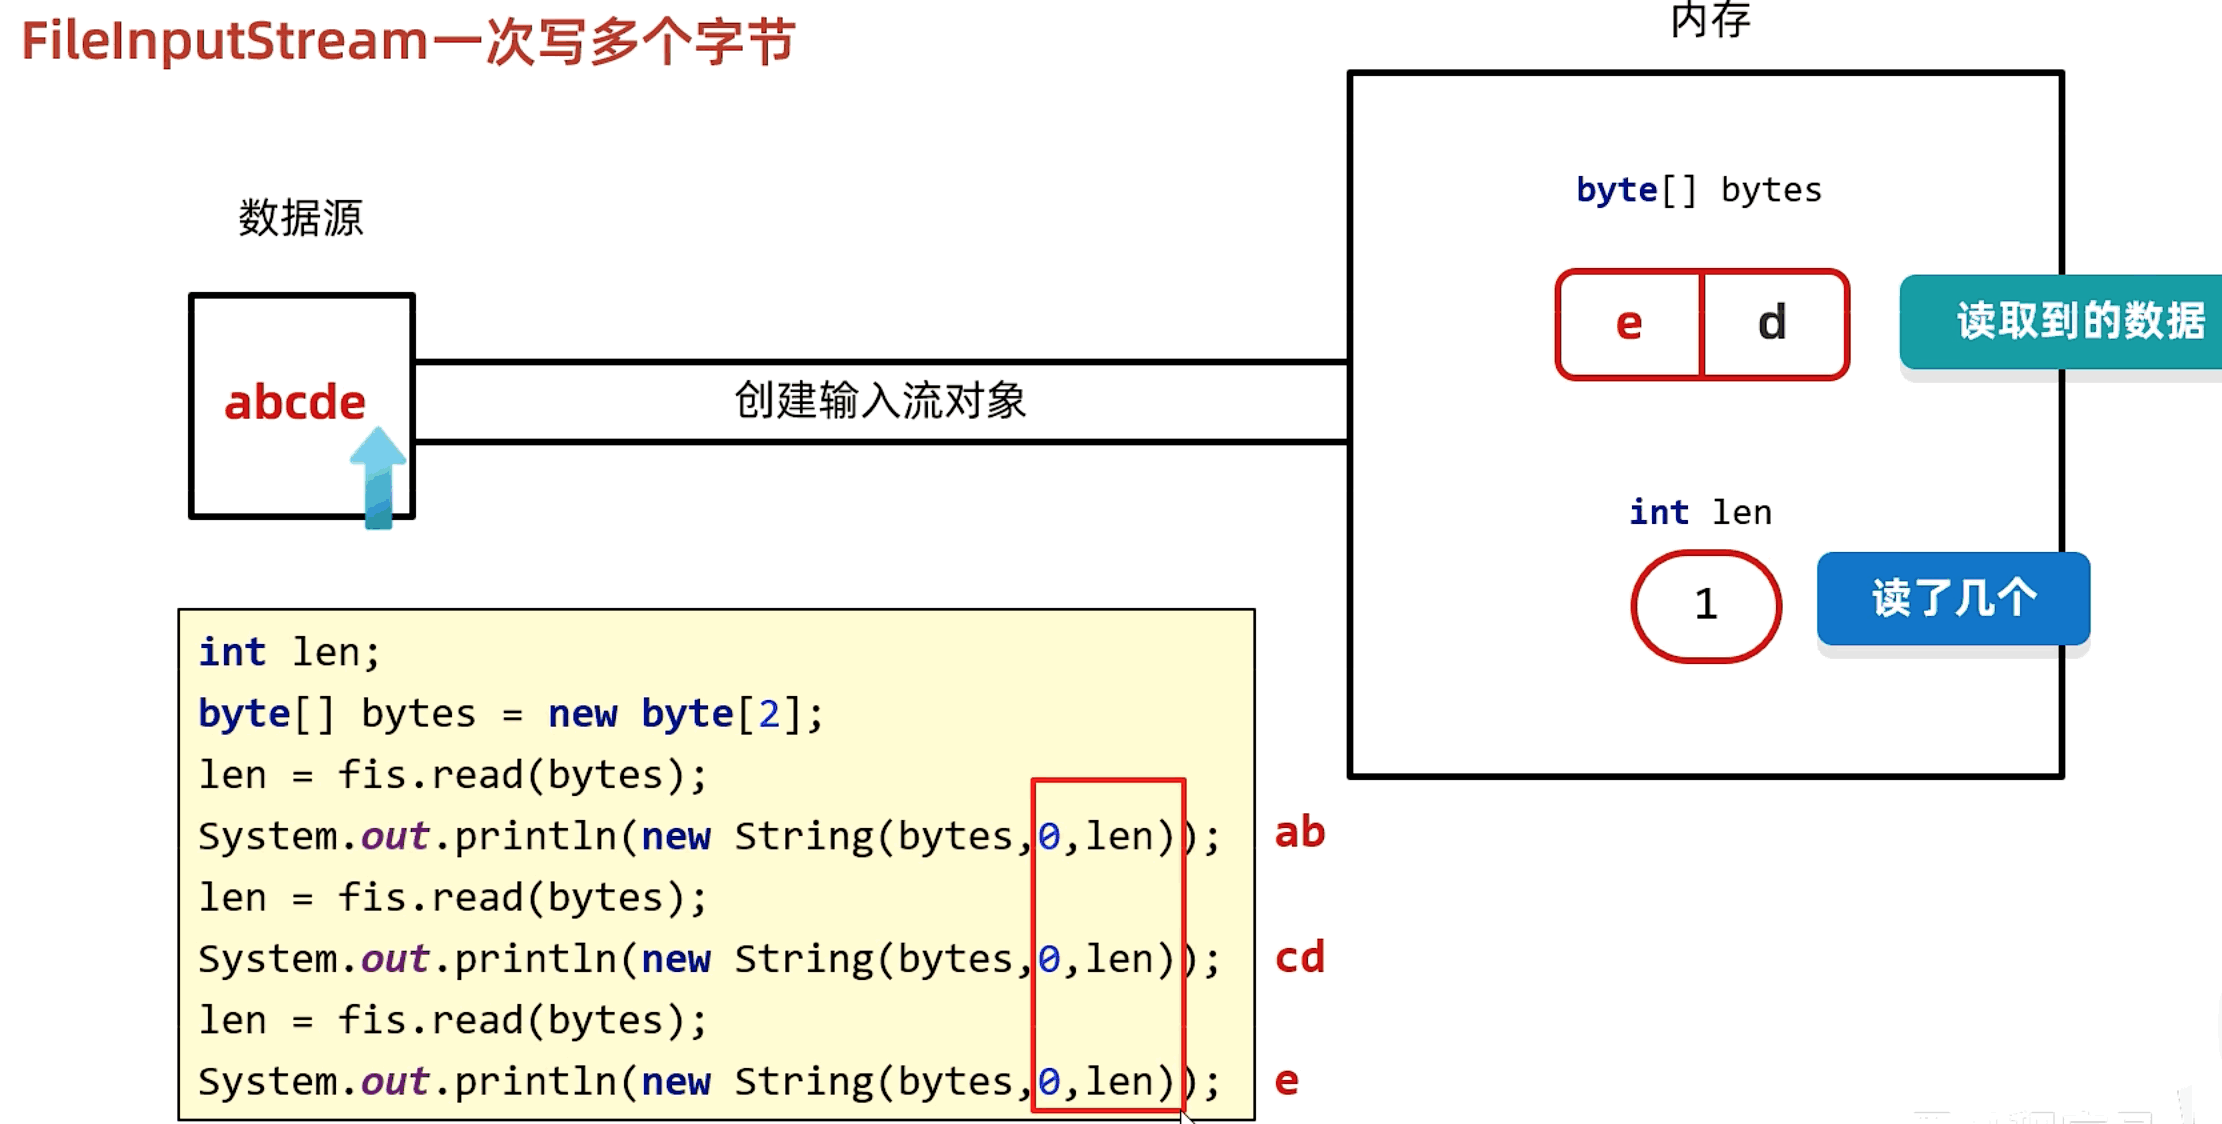 FileInputStream一次写多个字节
内存
数据源
byte[] bytes
e d
读取到的数据
abcde
创建输入流对象
int len
1
读了几个
int len;
byte[] bytes = new byte[2];
len = fis.read(bytes);
System.out.println(new String(bytes,0,len)); ab
len = fis.read(bytes);
System.out.println(new String(bytes,0,len)); cd
len = fis.read(bytes);
System.out.println(new String(bytes,0,len)); e